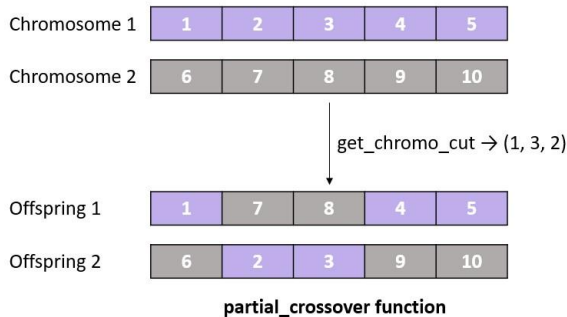 Chromosome 1 1 2 3 4 5
Chromosome 2 6 7 8 9 10
get_chromo_cut → (1, 3, 2)
Offspring 1 1 7 8 4 5
Offspring 2 6 2 3 9 10
partial_crossover function